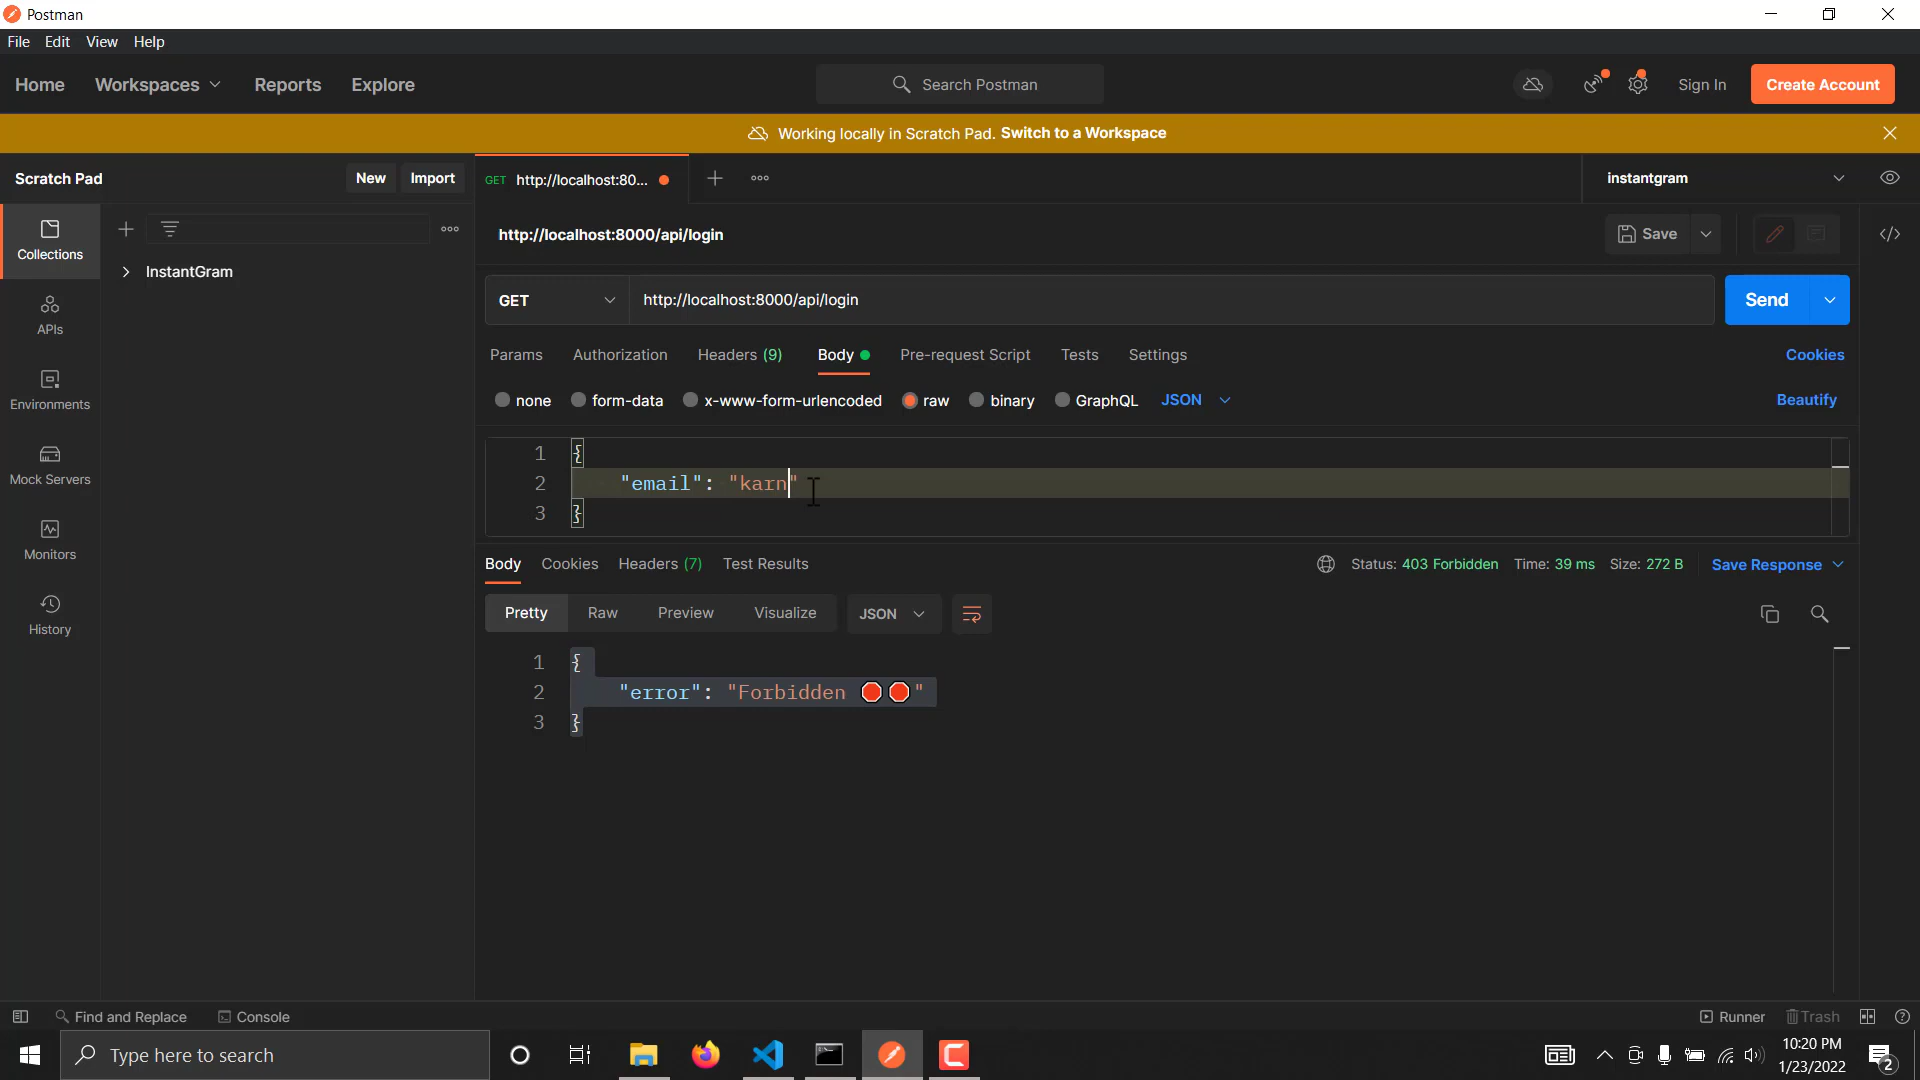 Postman
File Edit View Help
Home Workspaces Reports Explore
Search Postman
Sign In
Create Account
Working locally in Scratch Pad. Switch to a Workspace
Scratch Pad
New
Import
GET http://localhost:80...
instantgram
Collections
APIs
Environments
Mock Servers
Monitors
History
InstantGram
http://localhost:8000/api/login
Save
GET
http://localhost:8000/api/login
Send
Params Authorization Headers (9) Body Pre-request Script Tests Settings
Cookies
none form-data x-www-form-urlencoded raw binary GraphQL JSON
Beautify
1 {
2 "email": "karn"
3 }
Body Cookies Headers (7) Test Results
Status: 403 Forbidden Time: 39 ms Size: 272 B
Save Response
Pretty Raw Preview Visualize JSON
1 {
2 "error": "Forbidden 🛑🛑"
3 }
Find and Replace
Console
Runner
Trash
Type here to search
10:20 PM
1/23/2022
2